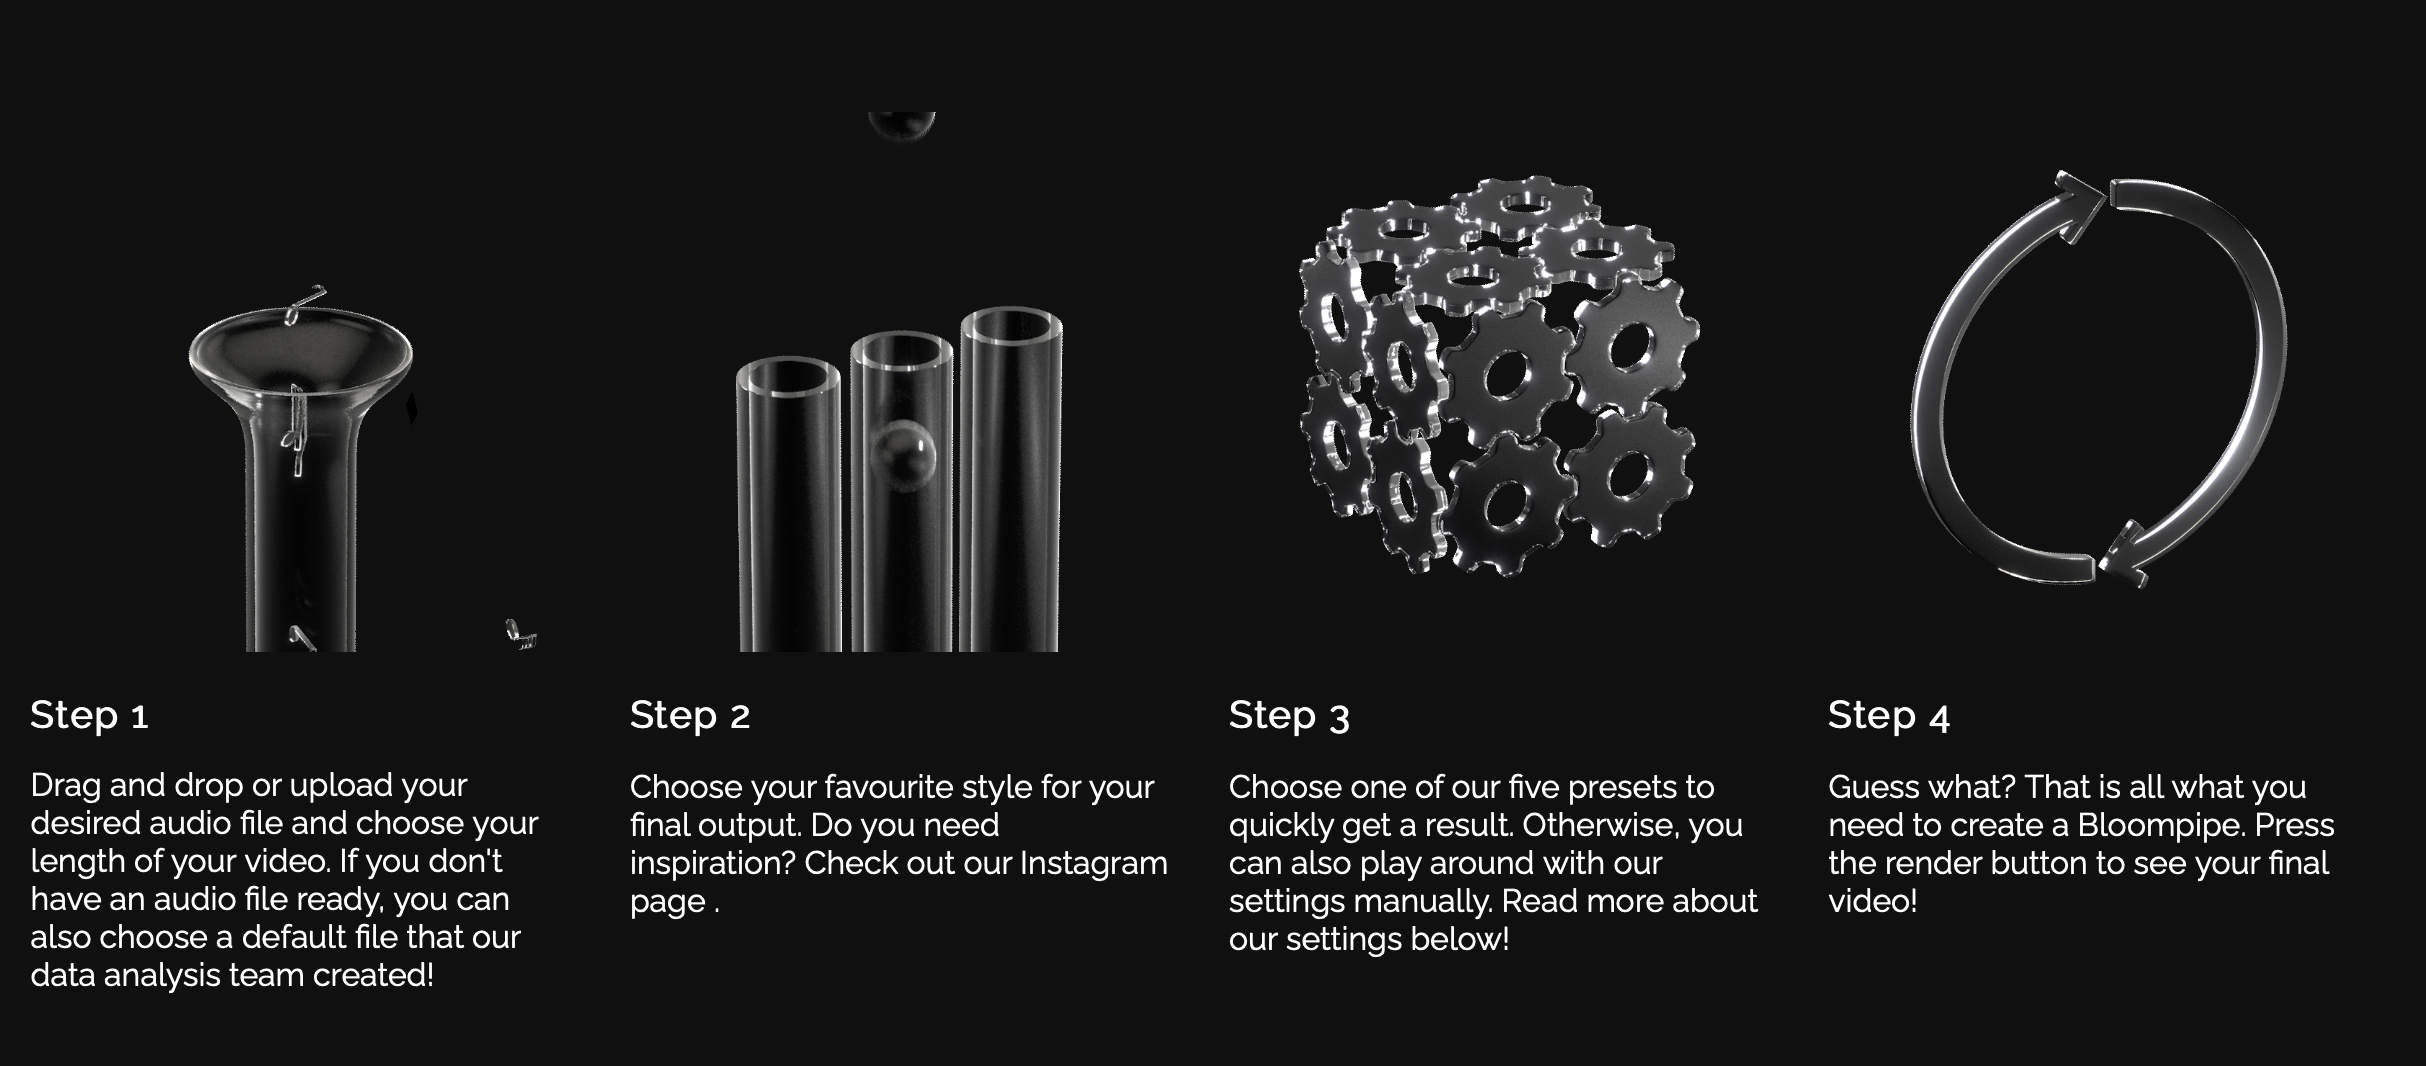 Step 1
Drag and drop or upload your
desired audio file and choose your
length of your video. If you don't
have an audio file ready, you can
also choose a default file that our
data analysis team created!
Step 2
Choose your favourite style for your
final output. Do you need
inspiration? Check out our Instagram
page .
Step 3
Choose one of our five presets to
quickly get a result. Otherwise, you
can also play around with our
settings manually. Read more about
our settings below!
Step 4
Guess what? That is all what you
need to create a Bloompipe. Press
the render button to see your final
video!